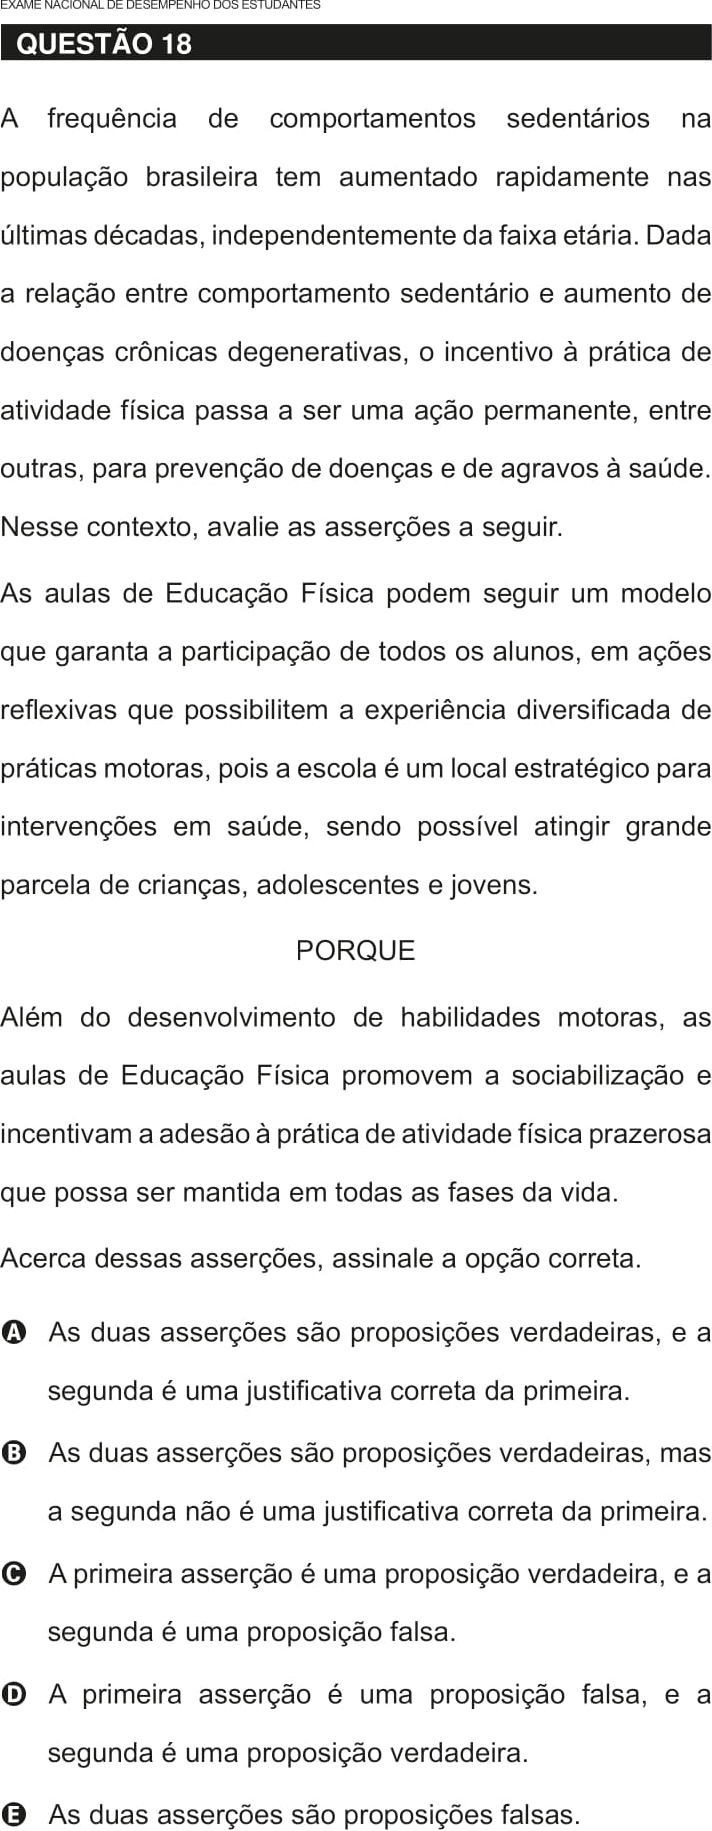 EXAME NACIONAL DE DESEMPENHO DOS ESTUDANTES
QUESTÃO 18
A frequência de comportamentos sedentários na
população brasileira tem aumentado rapidamente nas
últimas décadas, independentemente da faixa etária. Dada
a relação entre comportamento sedentário e aumento de
doenças crônicas degenerativas, o incentivo à prática de
atividade física passa a ser uma ação permanente, entre
outras, para prevenção de doenças e de agravos à saúde.
Nesse contexto, avalie as asserções a seguir.
As aulas de Educação Física podem seguir um modelo
que garanta a participação de todos os alunos, em ações
reflexivas que possibilitem a experiência diversificada de
práticas motoras, pois a escola é um local estratégico para
intervenções em saúde, sendo possível atingir grande
parcela de crianças, adolescentes e jovens.
PORQUE
Além do desenvolvimento de habilidades motoras, as
aulas de Educação Física promovem a sociabilização e
incentivam a adesão à prática de atividade física prazerosa
que possa ser mantida em todas as fases da vida.
Acerca dessas asserções, assinale a opção correta.
A As duas asserções são proposições verdadeiras, e a
segunda é uma justificativa correta da primeira.
B As duas asserções são proposições verdadeiras, mas
a segunda não é uma justificativa correta da primeira.
C A primeira asserção é uma proposição verdadeira, e a
segunda é uma proposição falsa.
D A primeira asserção é uma proposição falsa, e a
segunda é uma proposição verdadeira.
E As duas asserções são proposições falsas.